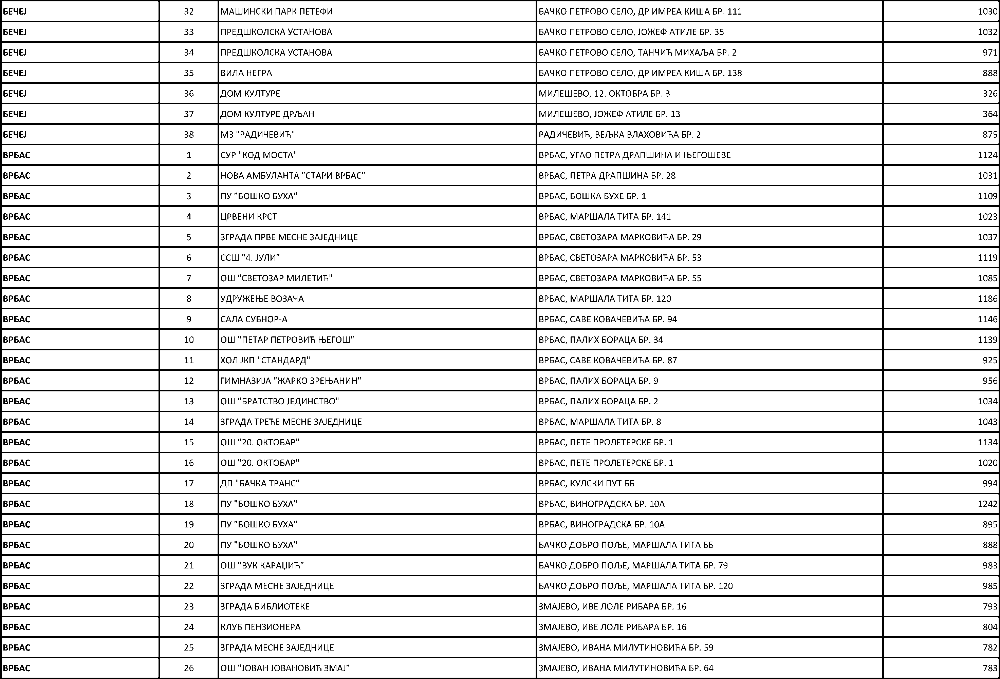 БЕЧЕЈ 32 МАШИНСКИ ПАРК ПЕТЕФИ БАЧКО ПЕТРОВО СЕЛО, ДР ИМРЕА КИША БР. 111 1030
БЕЧЕЈ 33 ПРЕДШКОЛСКА УСТАНОВА БАЧКО ПЕТРОВО СЕЛО, ЈОЖЕФ АТИЛЕ БР. 35 1032
БЕЧЕЈ 34 ПРЕДШКОЛСКА УСТАНОВА БАЧКО ПЕТРОВО СЕЛО, ТАНЧИЋ МИХАЉА БР. 2 971
БЕЧЕЈ 35 ВИЛА НЕГРА БАЧКО ПЕТРОВО СЕЛО, ДР ИМРЕА КИША БР. 138 888
БЕЧЕЈ 36 ДОМ КУЛТУРЕ МИЛЕШЕВО, 12. ОКТОБРА БР. 3 326
БЕЧЕЈ 37 ДОМ КУЛТУРЕ ДРЉАН МИЛЕШЕВО, ЈОЖЕФ АТИЛЕ БР. 13 364
БЕЧЕЈ 38 МЗ "РАДИЧЕВИЋ" РАДИЧЕВИЋ, ВЕЉКА ВЛАХОВИЋА БР. 2 875
ВРБАС 1 СУР "КОД МОСТА" ВРБАС, УГАО ПЕТРА ДРАПШИНА И ЊЕГОШЕВЕ 1124
ВРБАС 2 НОВА АМБУЛАНТА "СТАРИ ВРБАС" ВРБАС, ПЕТРА ДРАПШИНА БР. 28 1031
ВРБАС 3 ПУ "БОШКО БУХА" ВРБАС, БОШКА БУХЕ БР. 1 1109
ВРБАС 4 ЦРВЕНИ КРСТ ВРБАС, МАРШАЛА ТИТА БР. 141 1023
ВРБАС 5 ЗГРАДА ПРВЕ МЕСНЕ ЗАЈЕДНИЦЕ ВРБАС, СВЕТОЗАРА МАРКОВИЋА БР. 29 1037
ВРБАС 6 ССШ "4. ЈУЛИ" ВРБАС, СВЕТОЗАРА МАРКОВИЋА БР. 53 1119
ВРБАС 7 ОШ "СВЕТОЗАР МИЛЕТИЋ" ВРБАС, СВЕТОЗАРА МАРКОВИЋА БР. 55 1085
ВРБАС 8 УДРУЖЕЊЕ ВОЗАЧА ВРБАС, МАРШАЛА ТИТА БР. 120 1186
ВРБАС 9 САЛА СУБНОР-А ВРБАС, САВЕ КОВАЧЕВИЋА БР. 94 1146
ВРБАС 10 ОШ "ПЕТАР ПЕТРОВИЋ ЊЕГОШ" ВРБАС, ПАЛИХ БОРАЦА БР. 34 1139
ВРБАС 11 ХОЛ ЈКП "СТАНДАРД" ВРБАС, САВЕ КОВАЧЕВИЋА БР. 87 925
ВРБАС 12 ГИМНАЗИЈА "ЖАРКО ЗРЕЊАНИН" ВРБАС, ПАЛИХ БОРАЦА БР. 9 956
ВРБАС 13 ОШ "БРАТСТВО ЈЕДИНСТВО" ВРБАС, ПАЛИХ БОРАЦА БР. 2 1034
ВРБАС 14 ЗГРАДА ТРЕЋЕ МЕСНЕ ЗАЈЕДНИЦЕ ВРБАС, МАРШАЛА ТИТА БР. 8 1043
ВРБАС 15 ОШ "20. ОКТОБАР" ВРБАС, ПЕТЕ ПРОЛЕТЕРСКЕ БР. 1 1134
ВРБАС 16 ОШ "20. ОКТОБАР" ВРБАС, ПЕТЕ ПРОЛЕТЕРСКЕ БР. 1 1020
ВРБАС 17 ДП "БАЧКА ТРАНС" ВРБАС, КУЛСКИ ПУТ ББ 994
ВРБАС 18 ПУ "БОШКО БУХА" ВРБАС, ВИНОГРАДСКА БР. 10А 1242
ВРБАС 19 ПУ "БОШКО БУХА" ВРБАС, ВИНОГРАДСКА БР. 10А 895
ВРБАС 20 ПУ "БОШКО БУХА" БАЧКО ДОБРО ПОЉЕ, МАРШАЛА ТИТА ББ 888
ВРБАС 21 ОШ "ВУК КАРАЏИЋ" БАЧКО ДОБРО ПОЉЕ, МАРШАЛА ТИТА БР. 79 983
ВРБАС 22 ЗГРАДА МЕСНЕ ЗАЈЕДНИЦЕ БАЧКО ДОБРО ПОЉЕ, МАРШАЛА ТИТА БР. 120 985
ВРБАС 23 ЗГРАДА БИБЛИОТЕКЕ ЗМАЈЕВО, ИВЕ ЛОЛЕ РИБАРА БР. 16 793
ВРБАС 24 КЛУБ ПЕНЗИОНЕРА ЗМАЈЕВО, ИВЕ ЛОЛЕ РИБАРА БР. 16 804
ВРБАС 25 ЗГРАДА МЕСНЕ ЗАЈЕДНИЦЕ ЗМАЈЕВО, ИВАНА МИЛУТИНОВИЋА БР. 59 782
ВРБАС 26 ОШ "ЈОВАН ЈОВАНОВИЋ ЗМАЈ" ЗМАЈЕВО, ИВАНА МИЛУТИНОВИЋА БР. 64 783